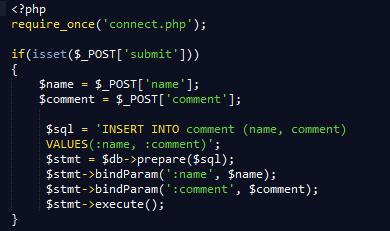 <?php
require_once('connect.php');
if(isset($_POST['submit']))
{
$name = $_POST['name'];
$comment = $_POST['comment'];
$sql = 'INSERT INTO comment (name, comment)
VALUES(:name, :comment)';
$stmt = $db->prepare($sql);
$stmt->bindParam(':name', $name);
$stmt->bindParam(':comment', $comment);
$stmt->execute();
}